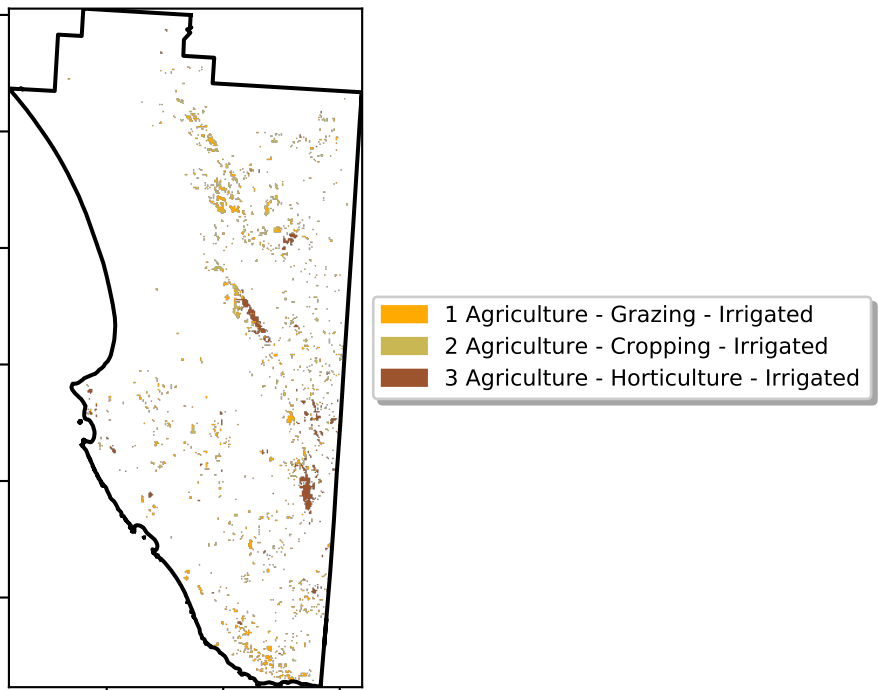 1 Agriculture - Grazing - Irrigated
2 Agriculture - Cropping - Irrigated
3 Agriculture - Horticulture - Irrigated